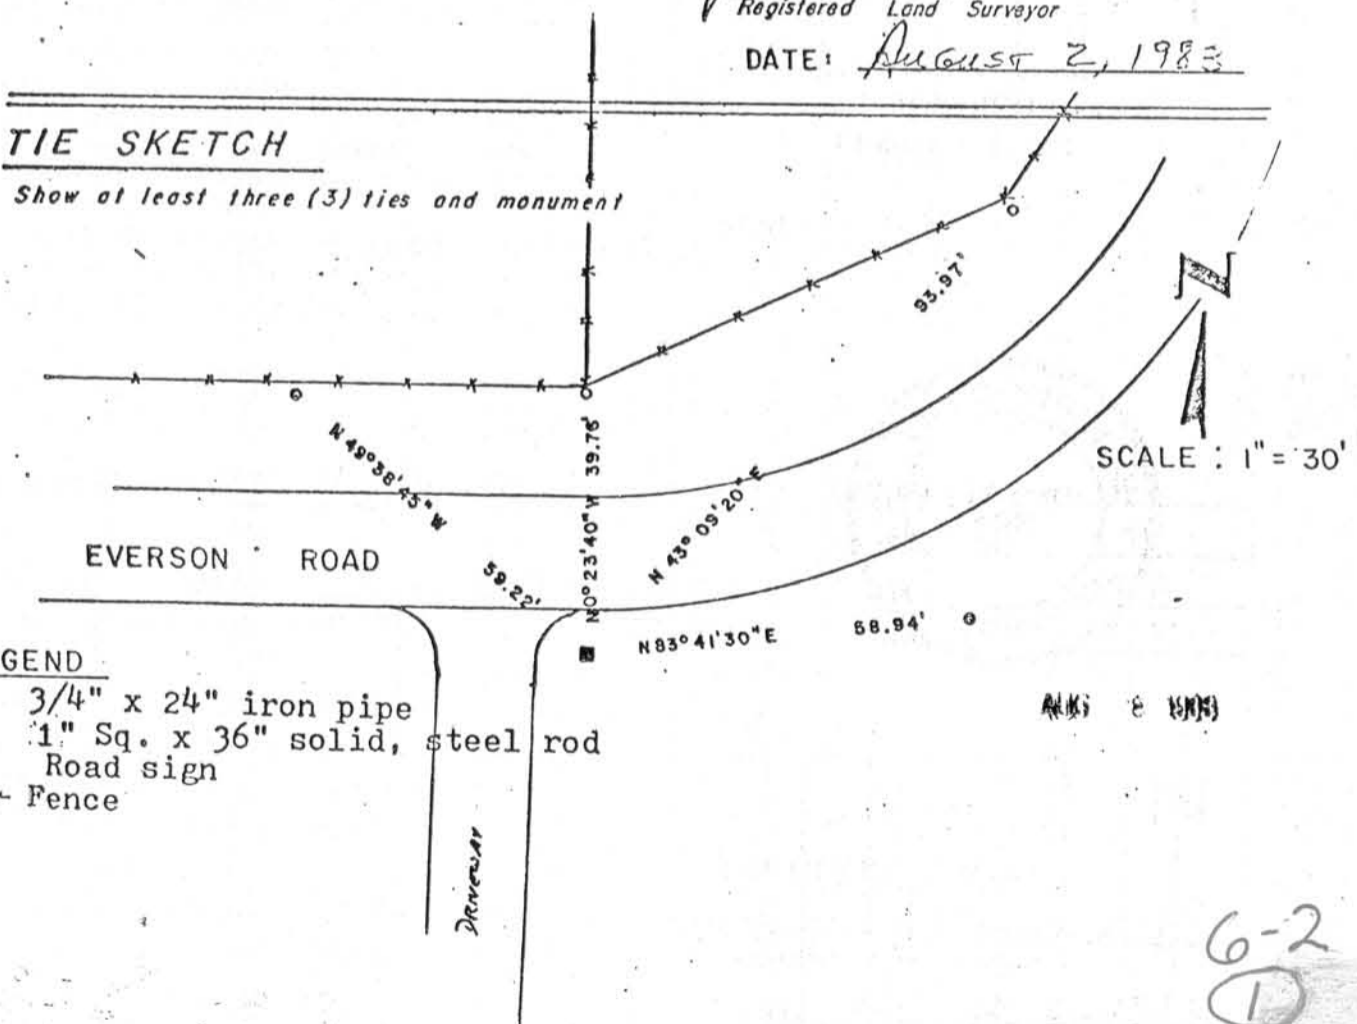 Registered Land Surveyor
DATE: August 2, 1983
TIE SKETCH
Show at least three (3) ties and monument
93.97'
N
SCALE: 1" = 30'
N 49°38'45" W
59.22'
N0°23'40" W 39.76'
N 43° 09' 20" E
EVERSON ROAD
N83°41'30"E
68.94'
GEND
3/4" x 24" iron pipe
1" Sq. x 36" solid, steel rod
Road sign
- Fence
DRIVEWAY
6-2
1